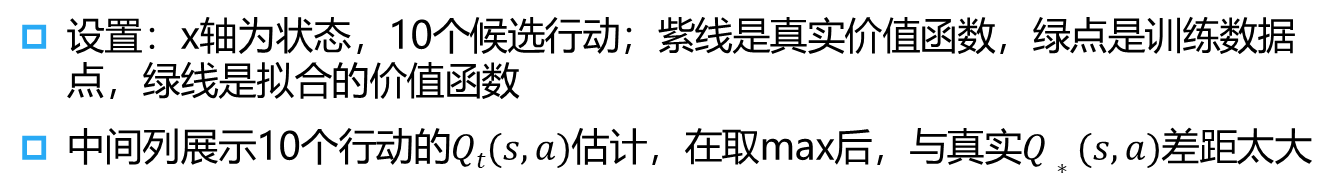 设置：x轴为状态，10个候选行动；紫线是真实价值函数，绿点是训练数据
点，绿线是拟合的价值函数
中间列展示10个行动的Qₜ(s,a)估计，在取max后，与真实Q∗(s,a)差距太大